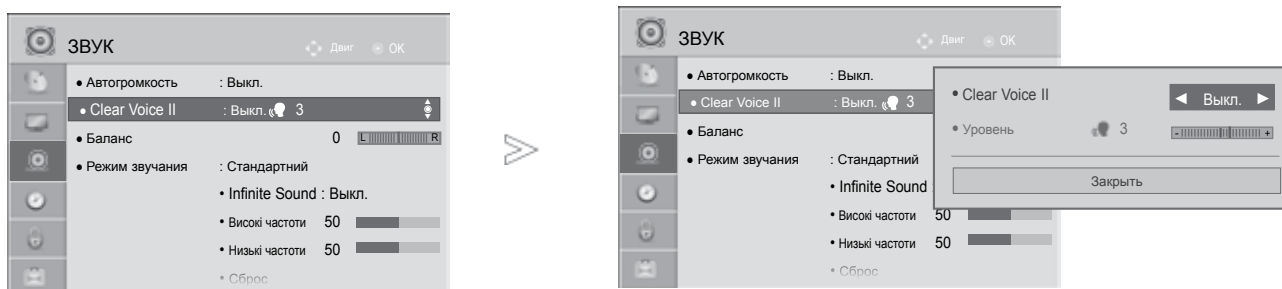 ЗВУК
Двиг ОК
• Автогромкость : Выкл.
• Clear Voice II : Выкл. 3
• Баланс 0 L R
• Режим звучания : Стандартний
• Infinite Sound : Выкл.
• Високі частоти 50
• Низькі частоти 50
• Сброс
ЗВУК
Двиг ОК
• Автогромкость : Выкл.
• Clear Voice II : Выкл. 3
• Баланс
• Режим звучания : Стандартний
• Infinite Sound :
• Високі частоти 50
• Низькі частоти 50
• Сброс
• Clear Voice II ◄ Выкл. ►
• Уровень 3 - +
Закрыть